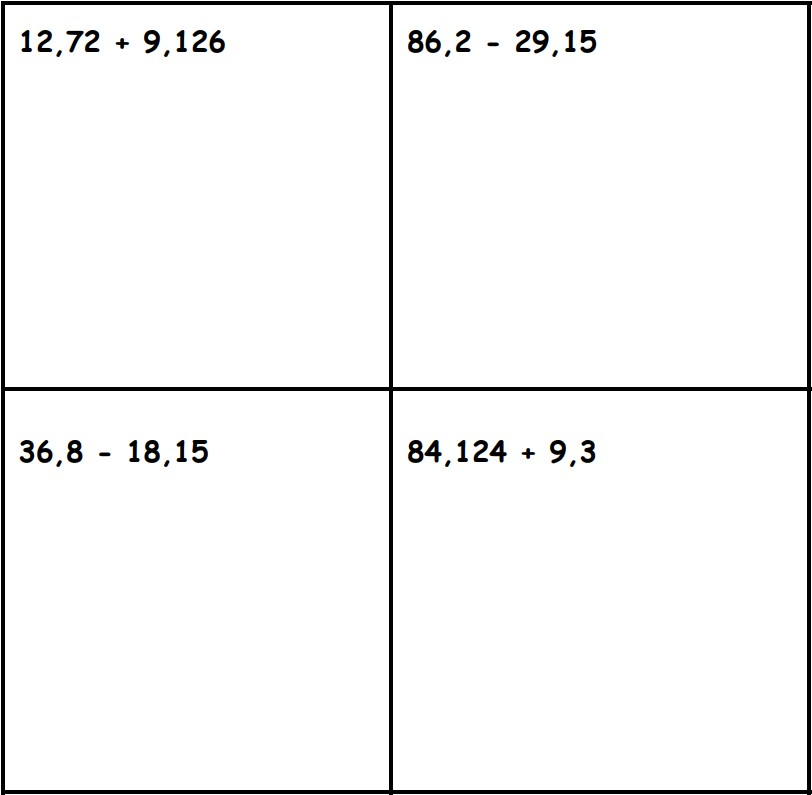 12,72 + 9,126
86,2 - 29,15
36,8 - 18,15
84,124 + 9,3